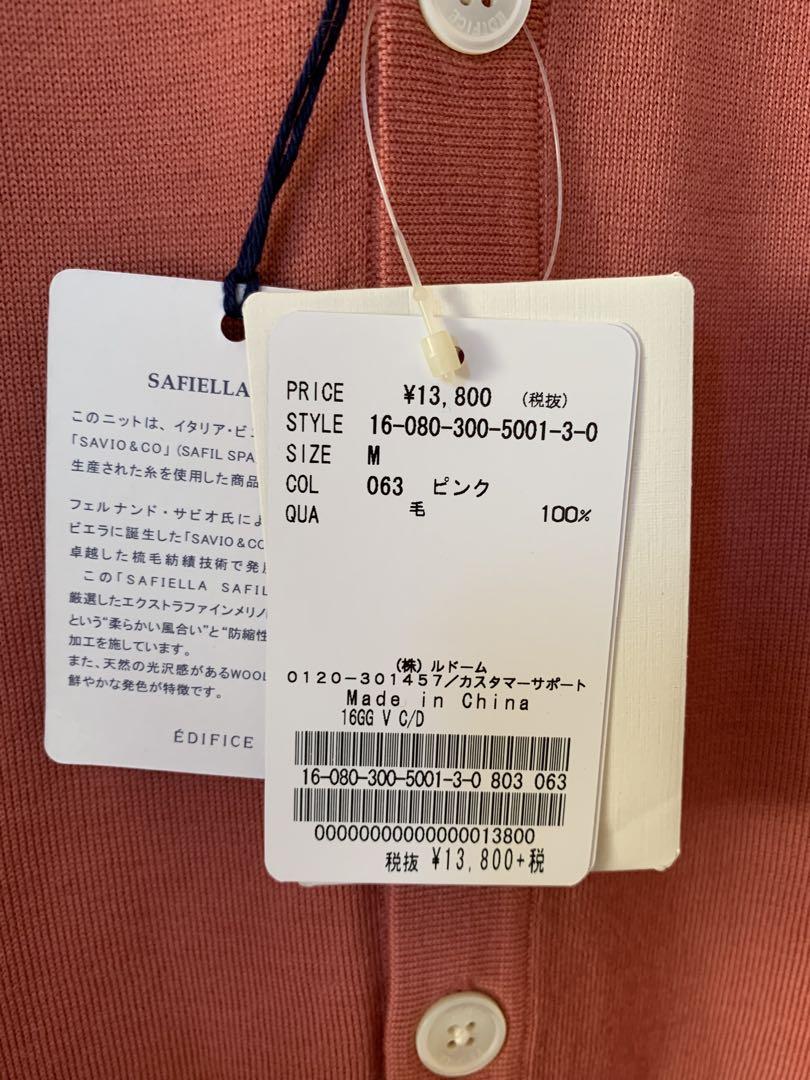 EDIFICE
SAFIELLA
このニットは、イタリア・ビ
「SAVIO&CO」(SAFIL SPA
生産された糸を使用した商品
フェルナンド・サビオ氏によ
ビエラに誕生した「SAVIO&CO
卓越した梳毛紡績技術で発
この「SAFIELLA SAFIL
厳選したエクストラファインメリノ
という“柔らかい風合い”と“防縮性
加工を施しています。
また、天然の光沢感があるWOOL
鮮やかな発色が特徴です。
ÉDIFICE
PRICE ¥13,800 (税抜)
STYLE 16-080-300-5001-3-0
SIZE M
COL 063 ピンク
QUA 毛 100%
(株)ルドーム
0120-301457/カスタマーサポート
Made in China
16GG V C/D
16-080-300-5001-3-0 803 063
00000000000000013800
税抜 ¥13,800+税